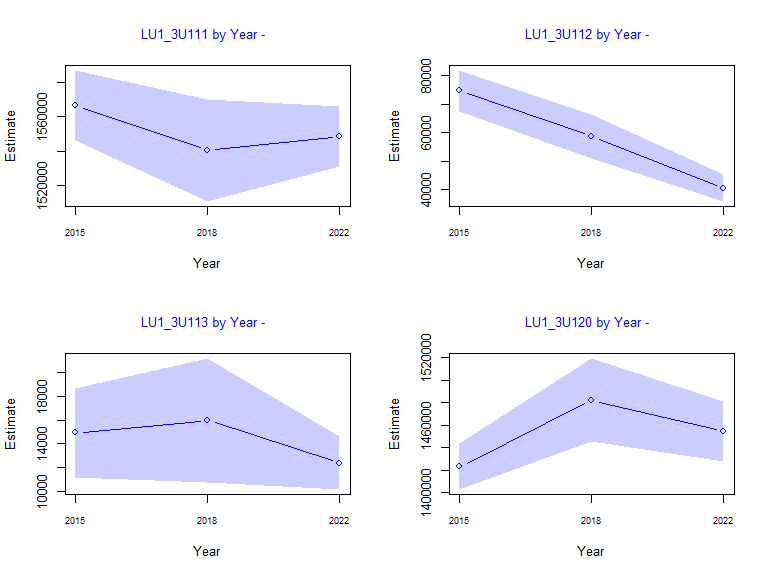 LU1_3U111 by Year -
Estimate
1520000
1560000
2015
2018
2022
Year
LU1_3U112 by Year -
Estimate
40000
60000
80000
2015
2018
2022
Year
LU1_3U113 by Year -
Estimate
10000
14000
18000
2015
2018
2022
Year
LU1_3U120 by Year -
Estimate
1400000
1460000
1520000
2015
2018
2022
Year